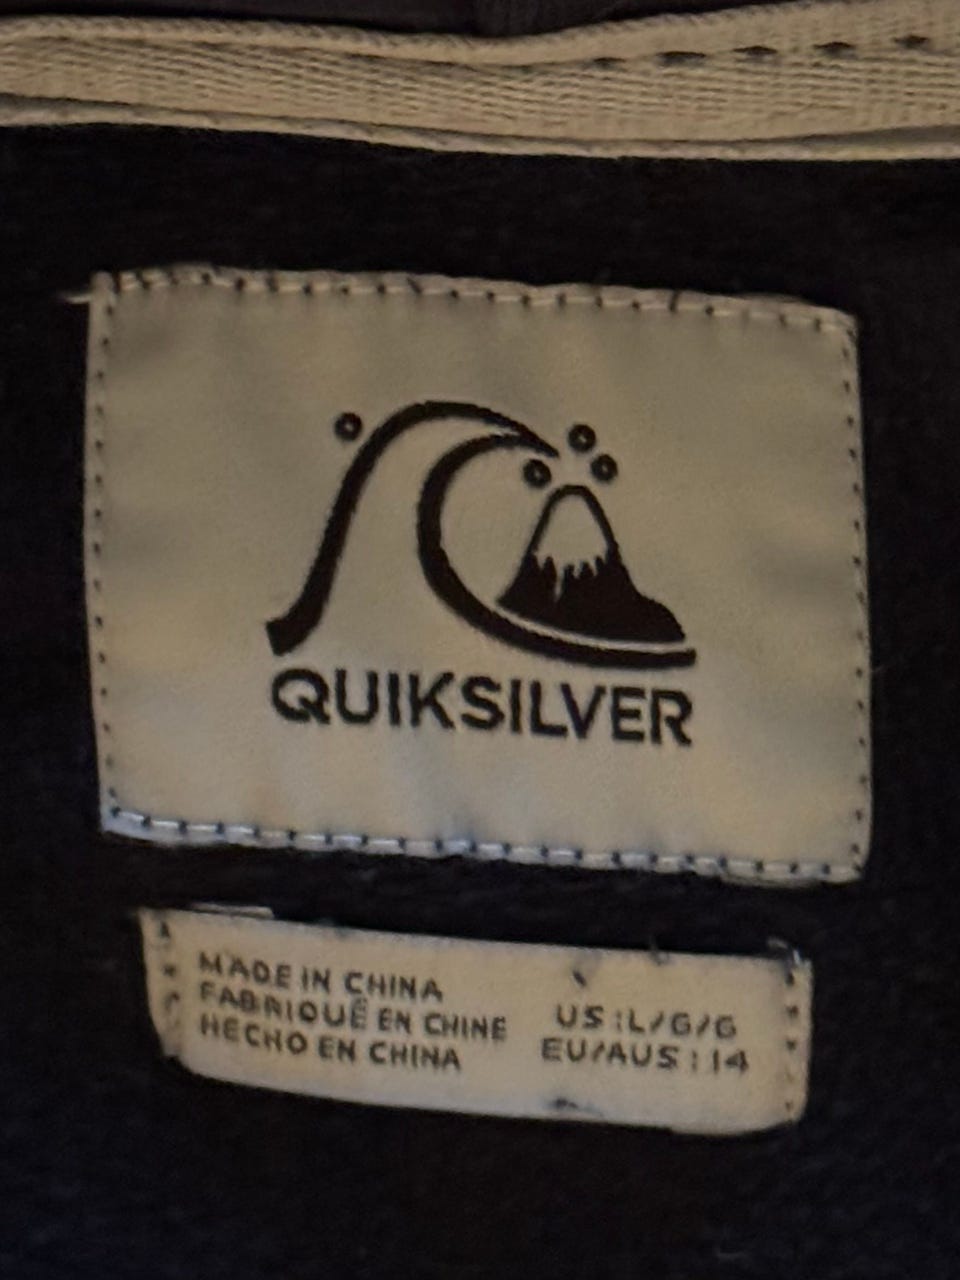 QUIKSILVER
MADE IN CHINA
FABRIQUÉ EN CHINE
HECHO EN CHINA
US:L/G/G
EU/AUS:14